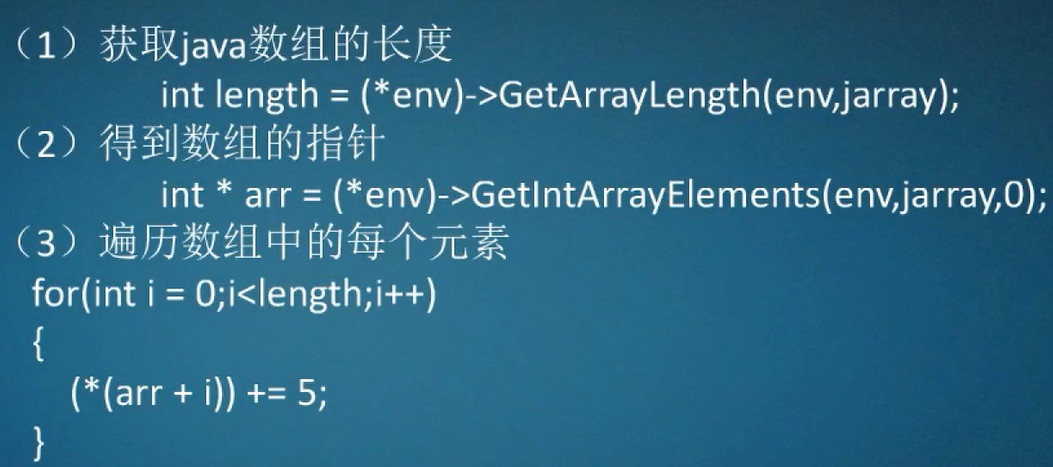 （1）获取java数组的长度
int length = (*env)->GetArrayLength(env,jarray);
（2）得到数组的指针
int * arr = (*env)->GetIntArrayElements(env,jarray,0);
（3）遍历数组中的每个元素
for(int i = 0;i<length;i++)
{
(*(arr + i)) += 5;
}